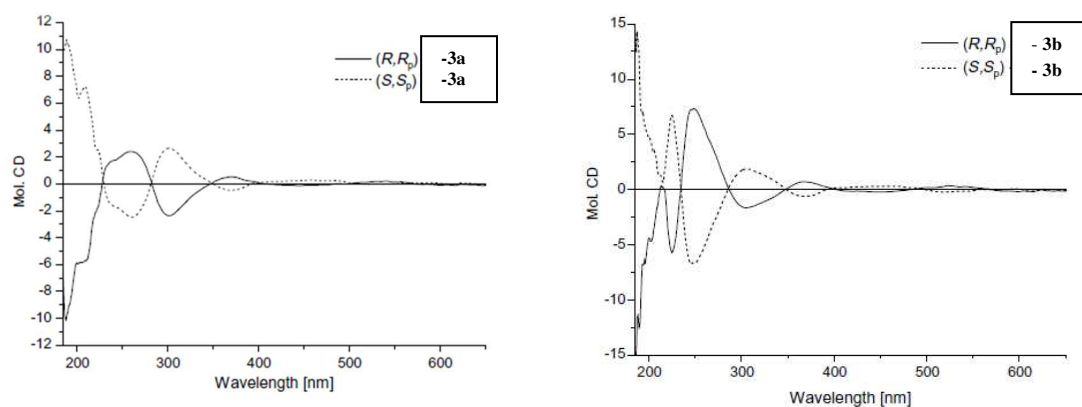 12
10
8
6
4
2
0
-2
-4
-6
-8
-10
-12
Mol. CD
(R,Rp) -3a
(S,Sp) -3a
200 300 400 500 600
Wavelength [nm]
15
10
5
0
-5
-10
-15
Mol. CD
(R,Rp) - 3b
(S,Sp) - 3b
200 300 400 500 600
Wavelength [nm]